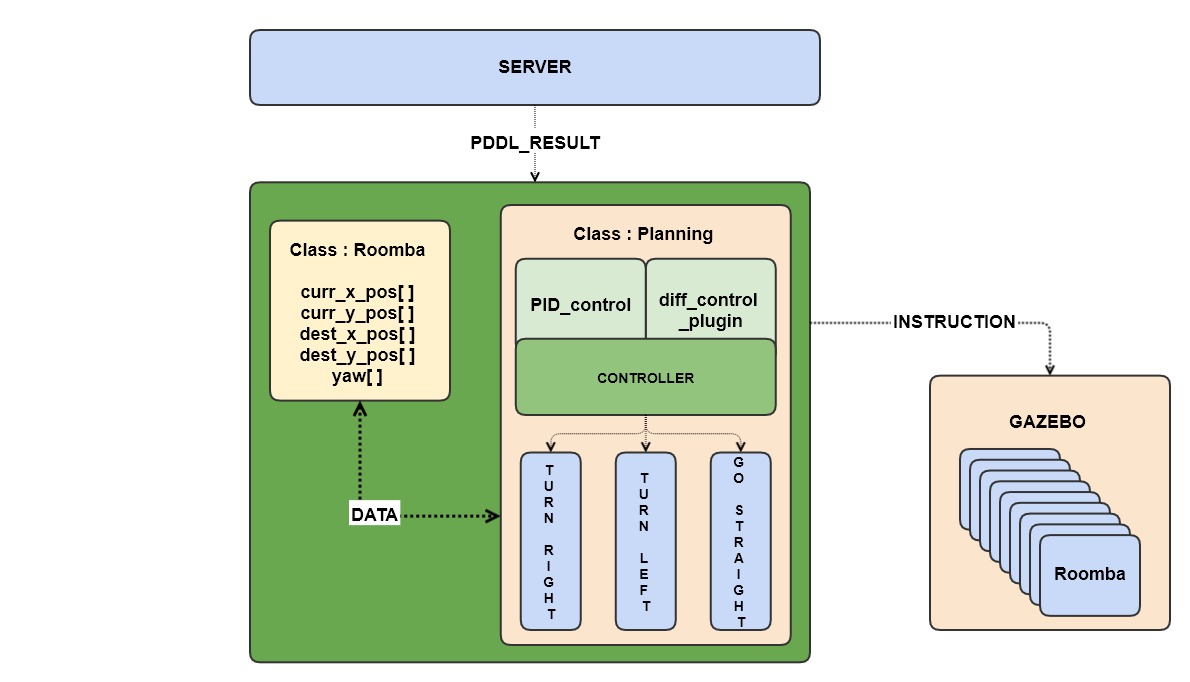 SERVER
PDDL_RESULT
Class : Roomba
curr_x_pos[ ]
curr_y_pos[ ]
dest_x_pos[ ]
dest_y_pos[ ]
yaw[ ]
DATA
Class : Planning
PID_control
diff_control
_plugin
CONTROLLER
TURN RIGHT
TURN LEFT
GO STRAIGHT
INSTRUCTION
GAZEBO
Roomba